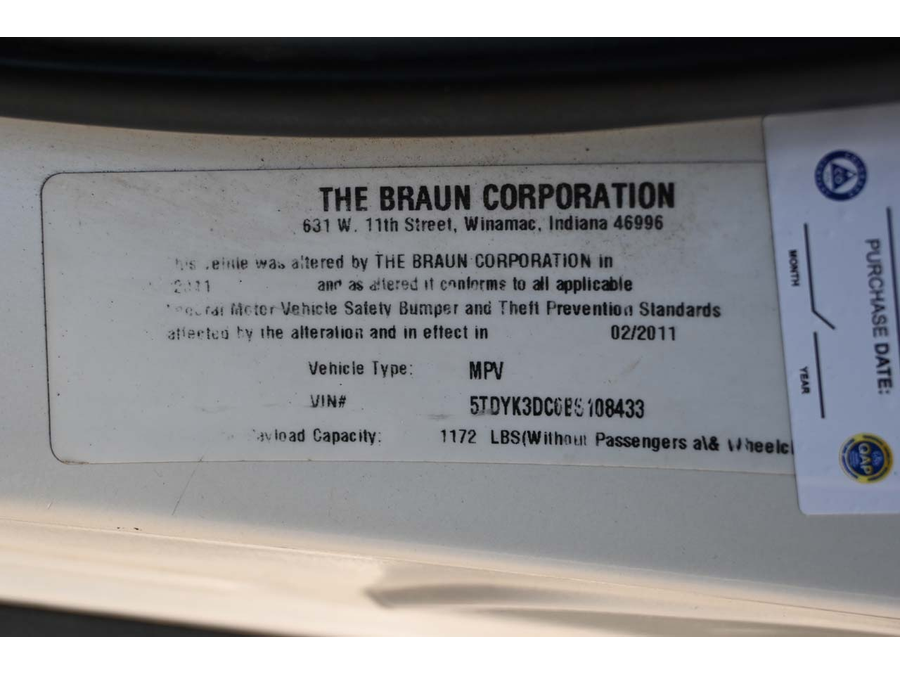 THE BRAUN CORPORATION
631 W. 11th Street, Winamac, Indiana 46996
was altered by THE BRAUN CORPORATION in
and as altered it conforms to all applicable
Motor Vehicle Safety Bumper and Theft Prevention Standards
affected by the alteration and in effect in 02/2011
Vehicle Type: MPV
VIN#
Capacity: 1172 LBS(Without Passengers a\&
PURCHASE DATE:
MONTH / YEAR
QAP